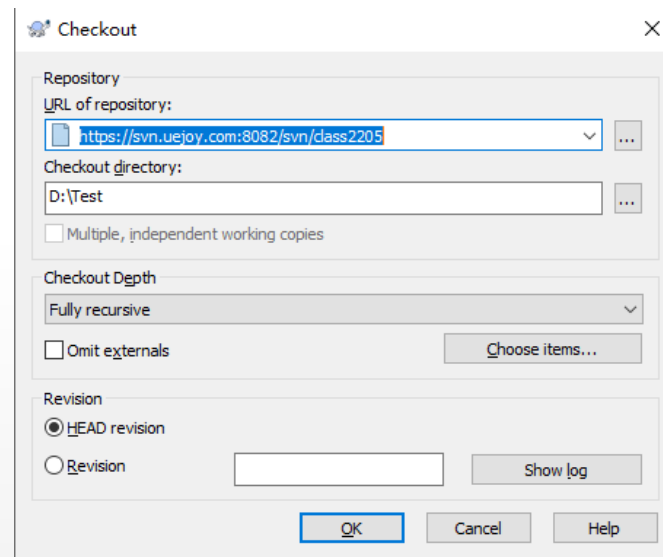 Checkout
Repository
URL of repository:
https://svn.uejoy.com:8082/svn/class2205
...
Checkout directory:
D:\Test
...
Multiple, independent working copies
Checkout Depth
Fully recursive
Omit externals
Choose items...
Revision
HEAD revision
Revision
Show log
OK
Cancel
Help